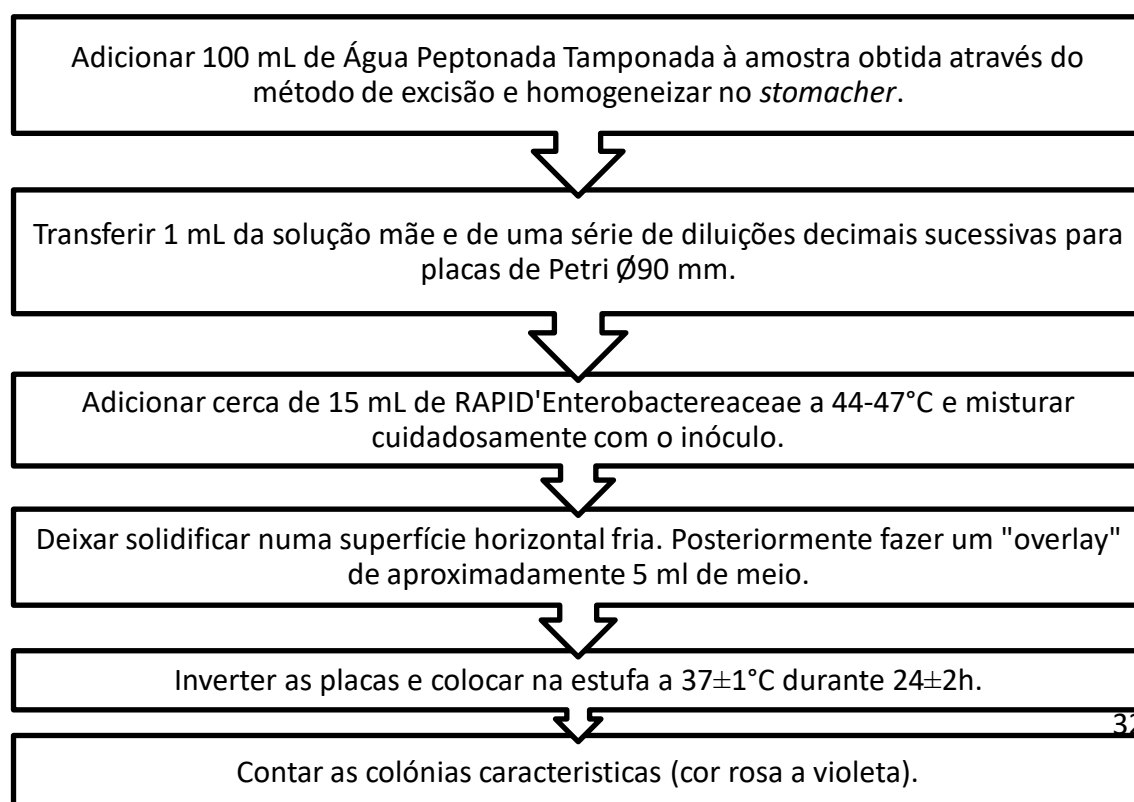 Adicionar 100 mL de Água Peptonada Tamponada à amostra obtida através do
método de excisão e homogeneizar no stomacher.
Transferir 1 mL da solução mãe e de uma série de diluições decimais sucessivas para
placas de Petri Ø90 mm.
Adicionar cerca de 15 mL de RAPID'Enterobactereaceae a 44-47°C e misturar
cuidadosamente com o inóculo.
Deixar solidificar numa superfície horizontal fria. Posteriormente fazer um "overlay"
de aproximadamente 5 ml de meio.
Inverter as placas e colocar na estufa a 37±1°C durante 24±2h.
32
Contar as colónias caracteristicas (cor rosa a violeta).